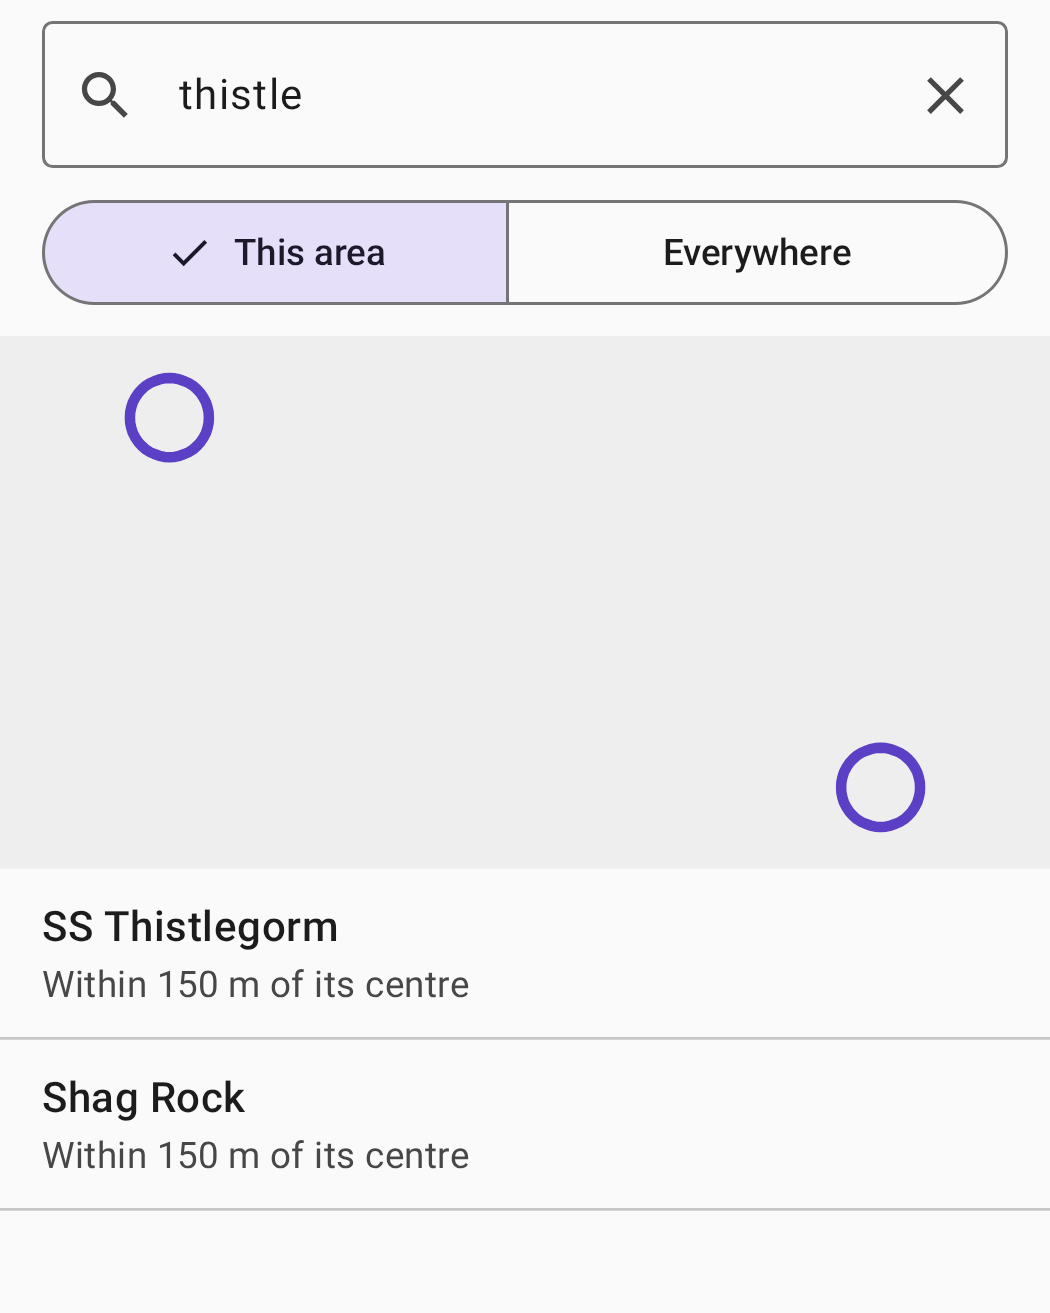 thistle
This area
Everywhere
SS Thistlegorm
Within 150 m of its centre
Shag Rock
Within 150 m of its centre